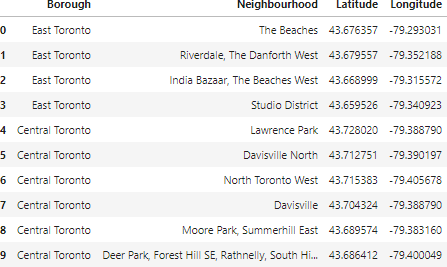 Borough Neighbourhood Latitude Longitude
0 East Toronto The Beaches 43.676357 -79.293031
1 East Toronto Riverdale, The Danforth West 43.679557 -79.352188
2 East Toronto India Bazaar, The Beaches West 43.668999 -79.315572
3 East Toronto Studio District 43.659526 -79.340923
4 Central Toronto Lawrence Park 43.728020 -79.388790
5 Central Toronto Davisville North 43.712751 -79.390197
6 Central Toronto North Toronto West 43.715383 -79.405678
7 Central Toronto Davisville 43.704324 -79.388790
8 Central Toronto Moore Park, Summerhill East 43.689574 -79.383160
9 Central Toronto Deer Park, Forest Hill SE, Rathnelly, South Hi... 43.686412 -79.400049